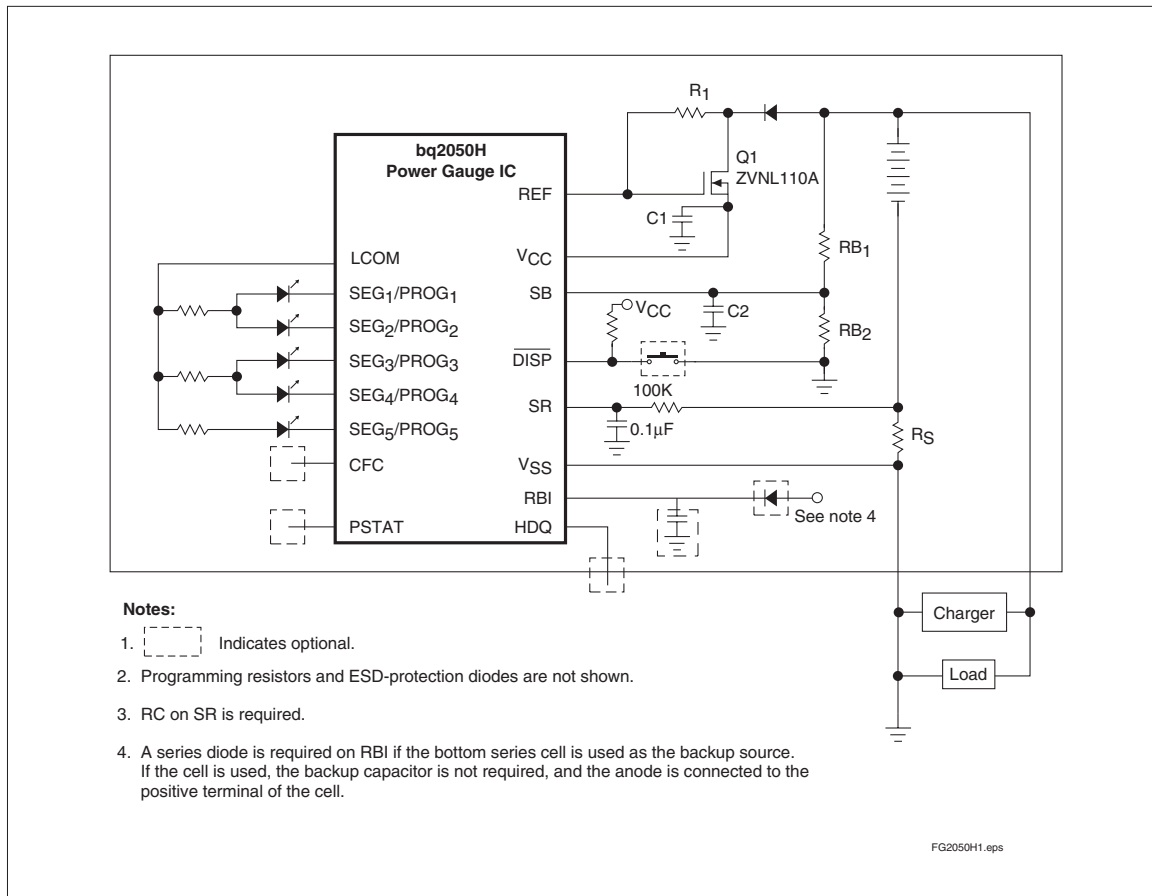 bq2050H
Power Gauge IC
REF
VCC
SB
DISP
SR
VSS
RBI
HDQ
LCOM
SEG1/PROG1
SEG2/PROG2
SEG3/PROG3
SEG4/PROG4
SEG5/PROG5
CFC
PSTAT
R1
Q1
ZVNL110A
C1
RB1
C2
VCC
RB2
100K
0.1µF
RS
See note 4
Charger
Load
Notes:
1. Indicates optional.
2. Programming resistors and ESD-protection diodes are not shown.
3. RC on SR is required.
4. A series diode is required on RBI if the bottom series cell is used as the backup source.
If the cell is used, the backup capacitor is not required, and the anode is connected to the
positive terminal of the cell.
FG2050H1.eps